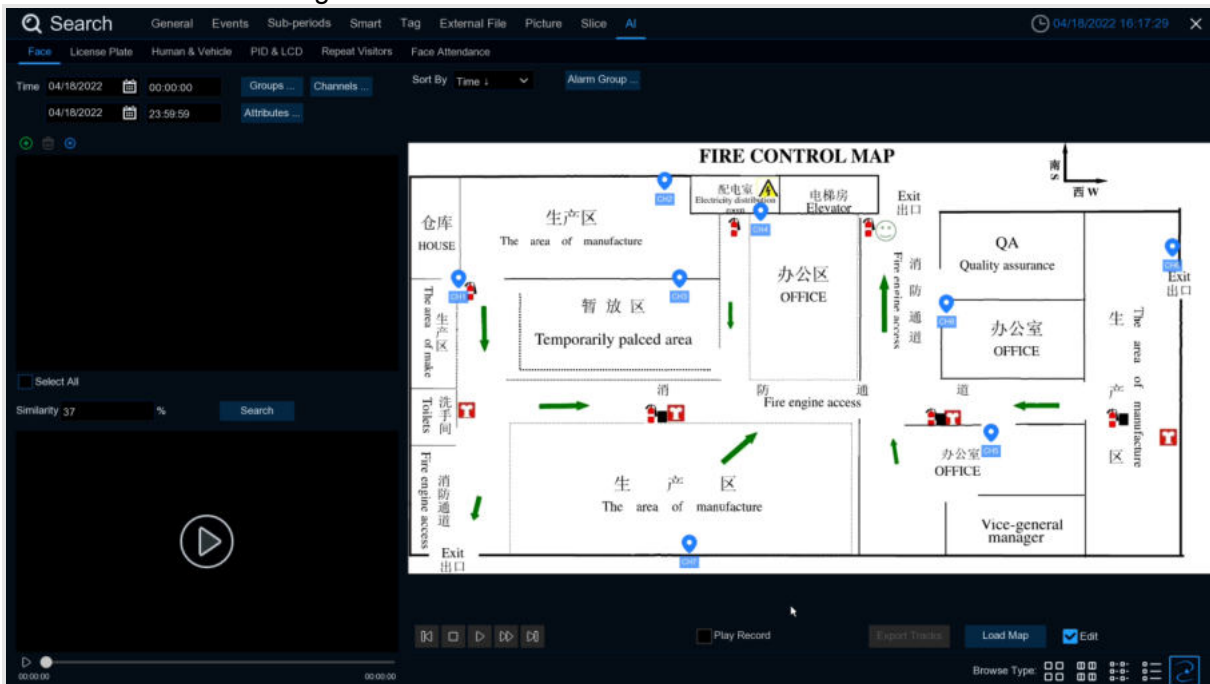 Search General Events Sub-periods Smart Tag External File Picture Slice AI 04/18/2022 16:17:29
Face License Plate Human & Vehicle PID & LCD Repeat Visitors Face Attendance
Time 04/18/2022 00:00:00 Groups ... Channels ...
04/18/2022 23:59:59 Attributes ...
Sort By Time ↓ Alarm Group ...
Select All
Similarity 37 % Search
00:00:00 00:00:00
FIRE CONTROL MAP
南 S
西 W
仓库
HOUSE
生产区
The area of manufacture
CH2
配电室
Electricity distribution
room
CH4
电梯房
Elevator
Exit
出口
QA
Quality assurance
Exit
出口
CH1
CH3
The area of make
生产区
暂放区
Temporarily palced area
办公区
OFFICE
Fire engine access
消防通道
办公室
OFFICE
The area of manufacture
生产区
消防通道
Fire engine access
Toilets
洗手间
Fire engine access
消防通道
Exit
出口
生产区
The area of manufacture
CH7
办公室
OFFICE
CH5
Vice-general
manager
Play Record Export Tracks Load Map Edit
Browse Type: